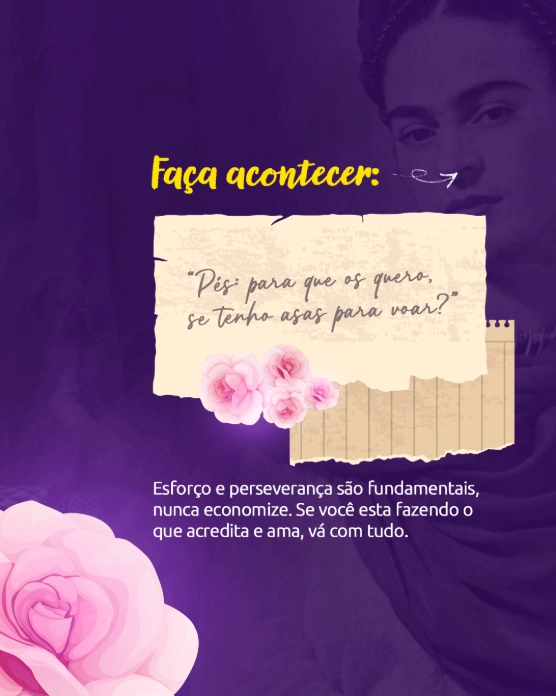 Faça acontecer:
"Pés: para que os quero,
se tenho asas para voar?"
Esforço e perseverança são fundamentais,
nunca economize. Se você esta fazendo o
que acredita e ama, vá com tudo.